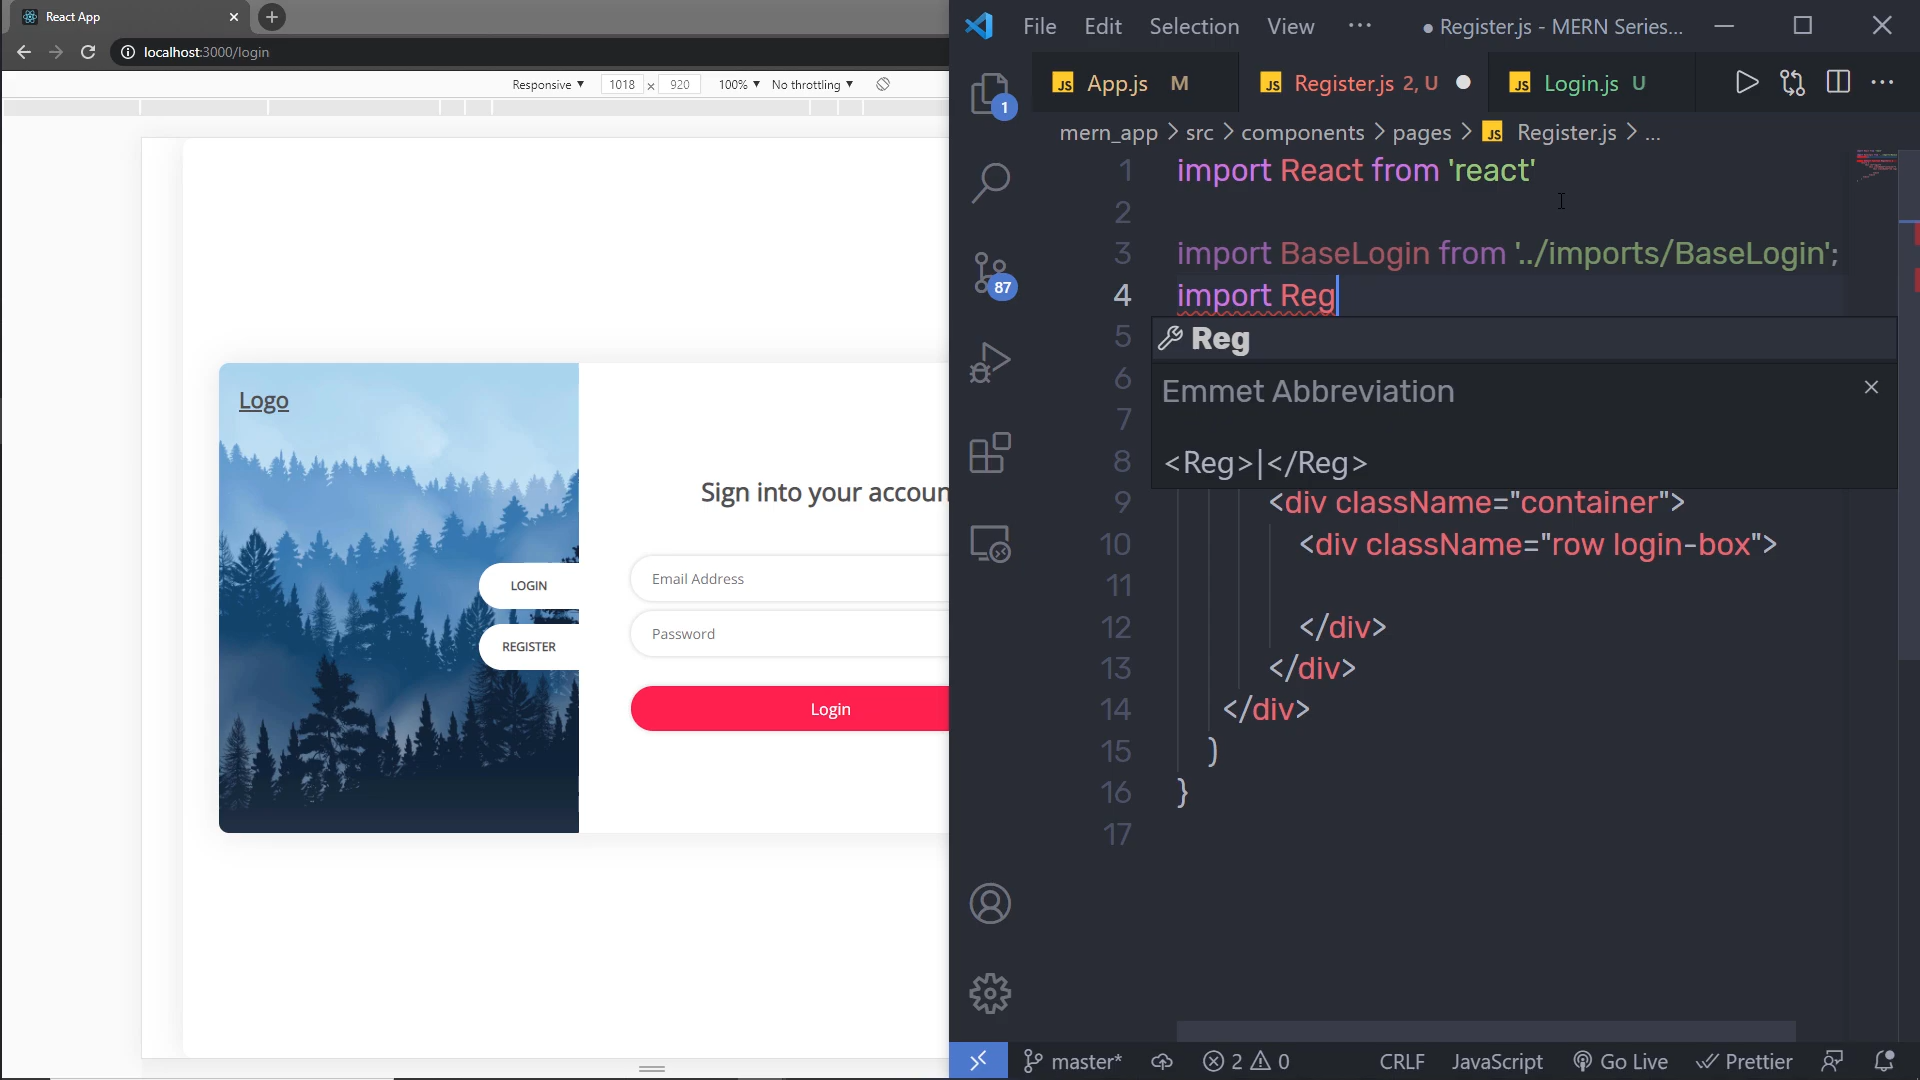 React App
localhost:3000/login
Responsive 1018 x 920 100% No throttling
Logo
LOGIN
REGISTER
Sign into your accoun
Email Address
Password
Login
File Edit Selection View ··· ● Register.js - MERN Series...
App.js M Register.js 2, U Login.js U
mern_app > src > components > pages > JS Register.js > ...
1 import React from 'react'
2
3 import BaseLogin from '../imports/BaseLogin';
4 import Reg
5 Reg
6 Emmet Abbreviation
7
8 <Reg>|</Reg>
9 <div className="container">
10 <div className="row login-box">
11
12 </div>
13 </div>
14 </div>
15 )
16 }
17
1
87
master* 2 0 CRLF JavaScript Go Live Prettier